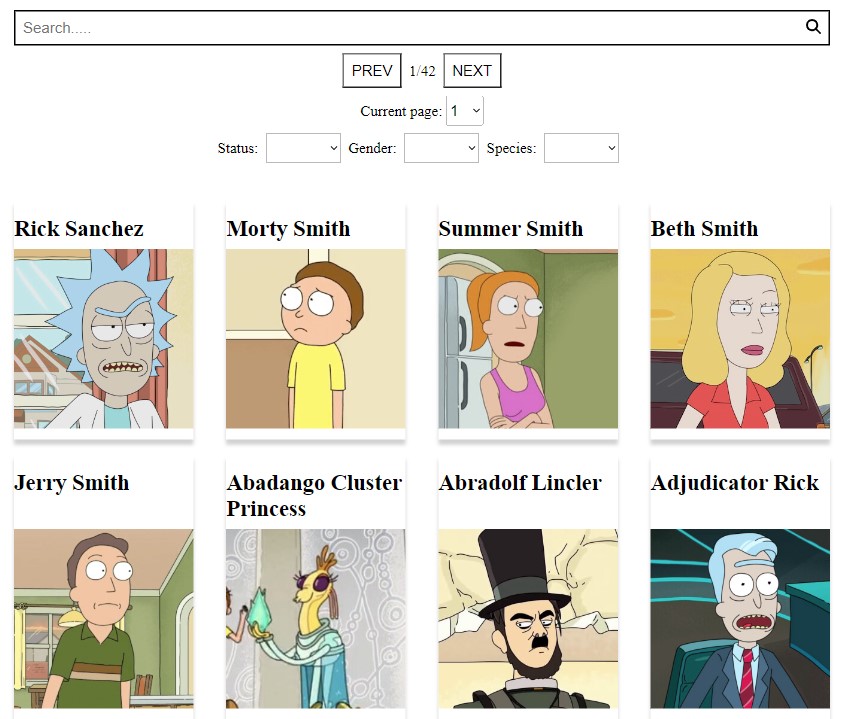 Search.....
PREV 1/42 NEXT
Current page: 1
Status: Gender: Species:
Rick Sanchez
Morty Smith
Summer Smith
Beth Smith
Jerry Smith
Abadango Cluster
Princess
Abradolf Lincler
Adjudicator Rick